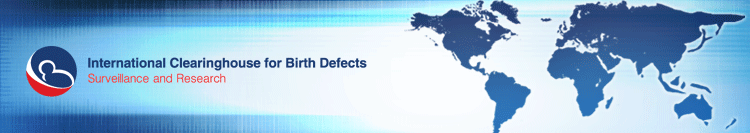 International Clearinghouse for Birth Defects
Surveillance and Research